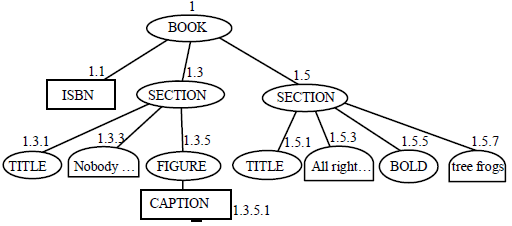 1
BOOK
1.1
1.3
1.5
ISBN
SECTION
SECTION
1.3.1
1.3.3
1.3.5
1.5.1
1.5.3
1.5.5
1.5.7
TITLE
Nobody …
FIGURE
TITLE
All right…
BOLD
tree frogs
CAPTION
1.3.5.1